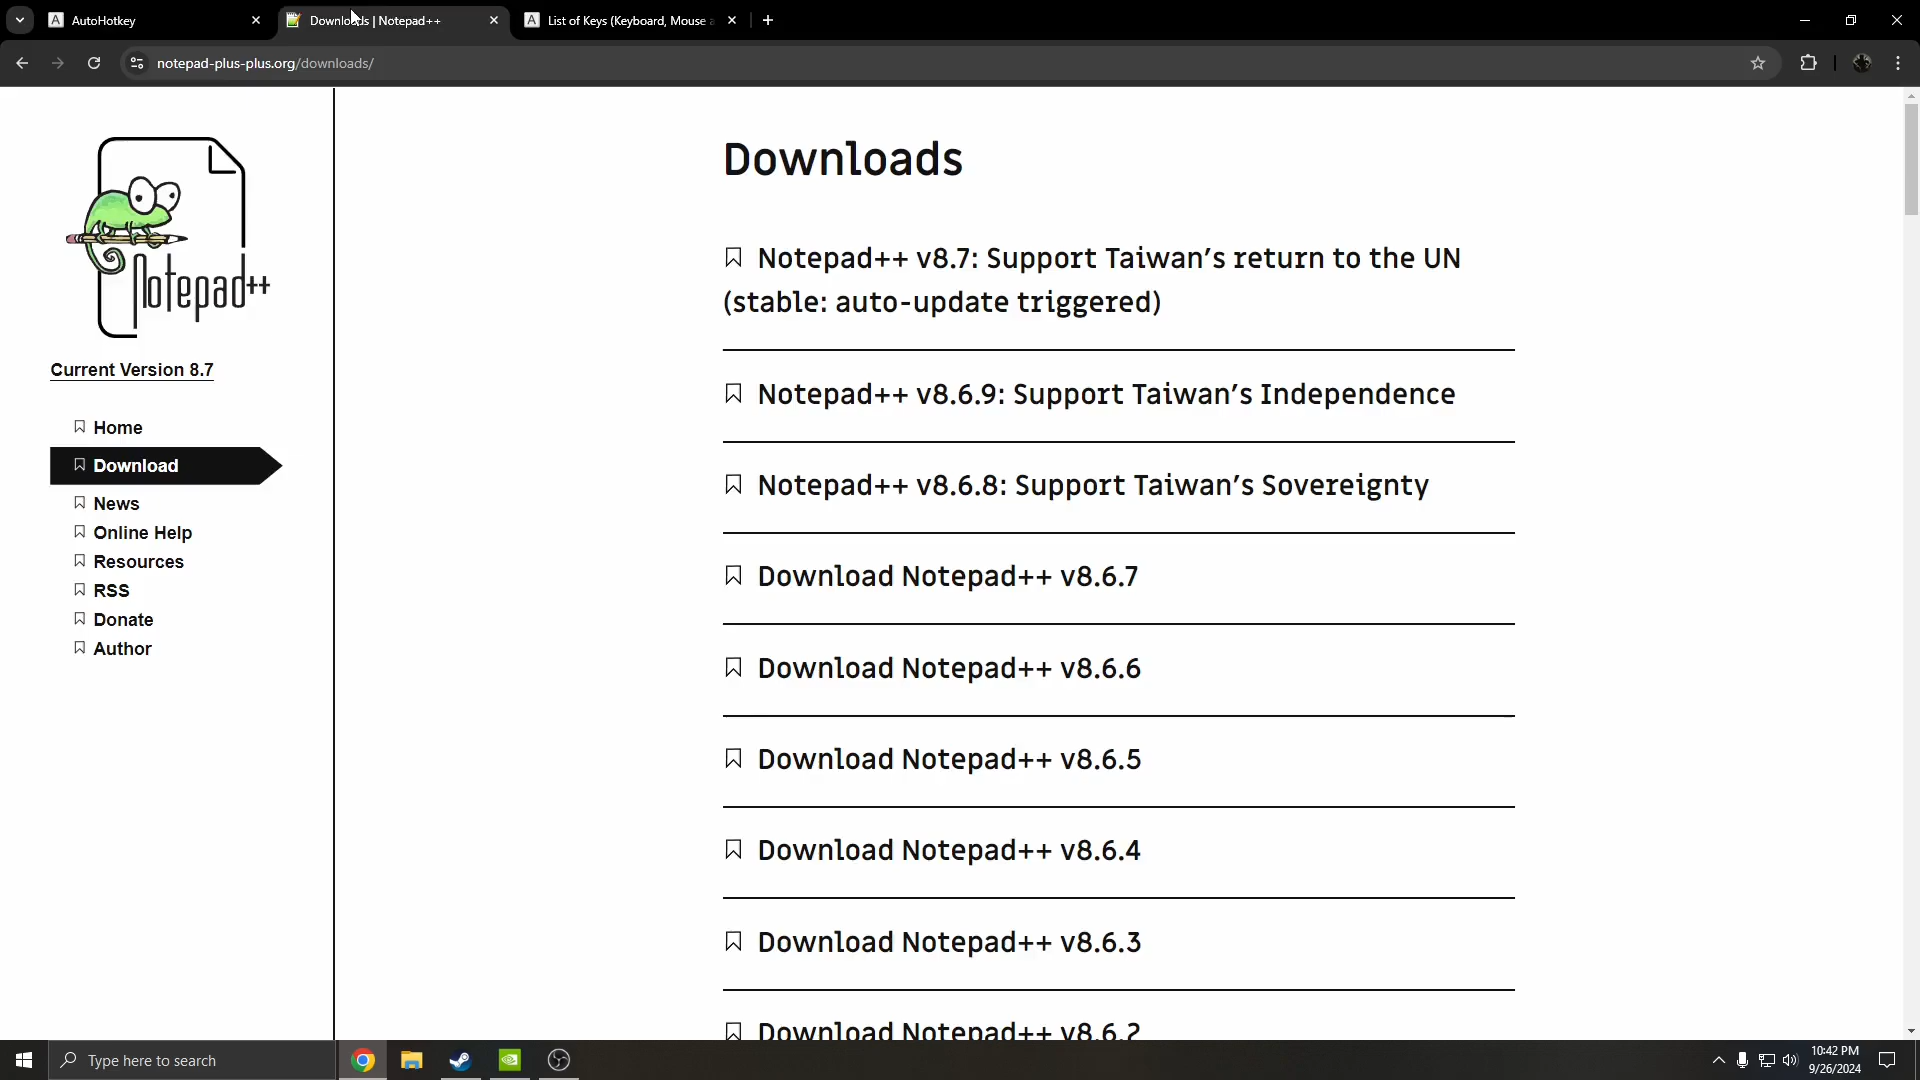 AutoHotkey
Downloads | Notepad++
List of Keys (Keyboard, Mouse
notepad-plus-plus.org/downloads/
Notepad++
Current Version 8.7
Home
Download
News
Online Help
Resources
RSS
Donate
Author
Downloads
Notepad++ v8.7: Support Taiwan’s return to the UN
(stable: auto-update triggered)
Notepad++ v8.6.9: Support Taiwan’s Independence
Notepad++ v8.6.8: Support Taiwan’s Sovereignty
Download Notepad++ v8.6.7
Download Notepad++ v8.6.6
Download Notepad++ v8.6.5
Download Notepad++ v8.6.4
Download Notepad++ v8.6.3
Download Notepad++ v8.6.2
Type here to search
10:42 PM
9/26/2024